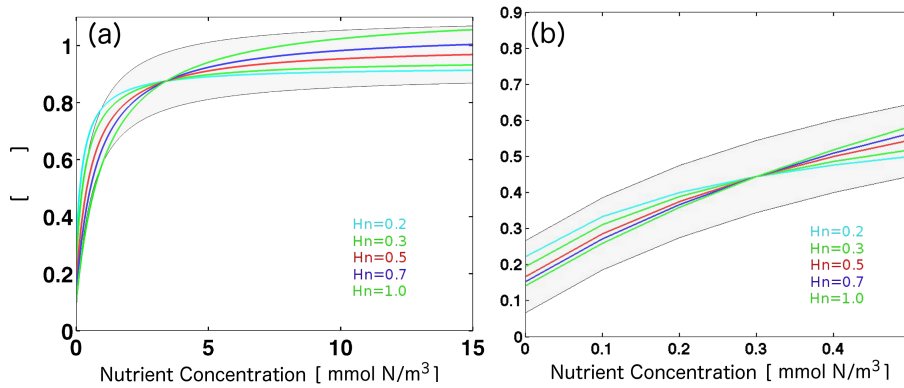 (a)
1
0.8
0.6
0.4
0.2
0
[ ]
Hn=0.2
Hn=0.3
Hn=0.5
Hn=0.7
Hn=1.0
0 5 10 15
Nutrient Concentration [ mmol N/m³]
(b)
0.9
0.8
0.7
0.6
0.5
0.4
0.3
0.2
0.1
0
Hn=0.2
Hn=0.3
Hn=0.5
Hn=0.7
Hn=1.0
0 0.1 0.2 0.3 0.4
Nutrient Concentration [ mmol N/m³]